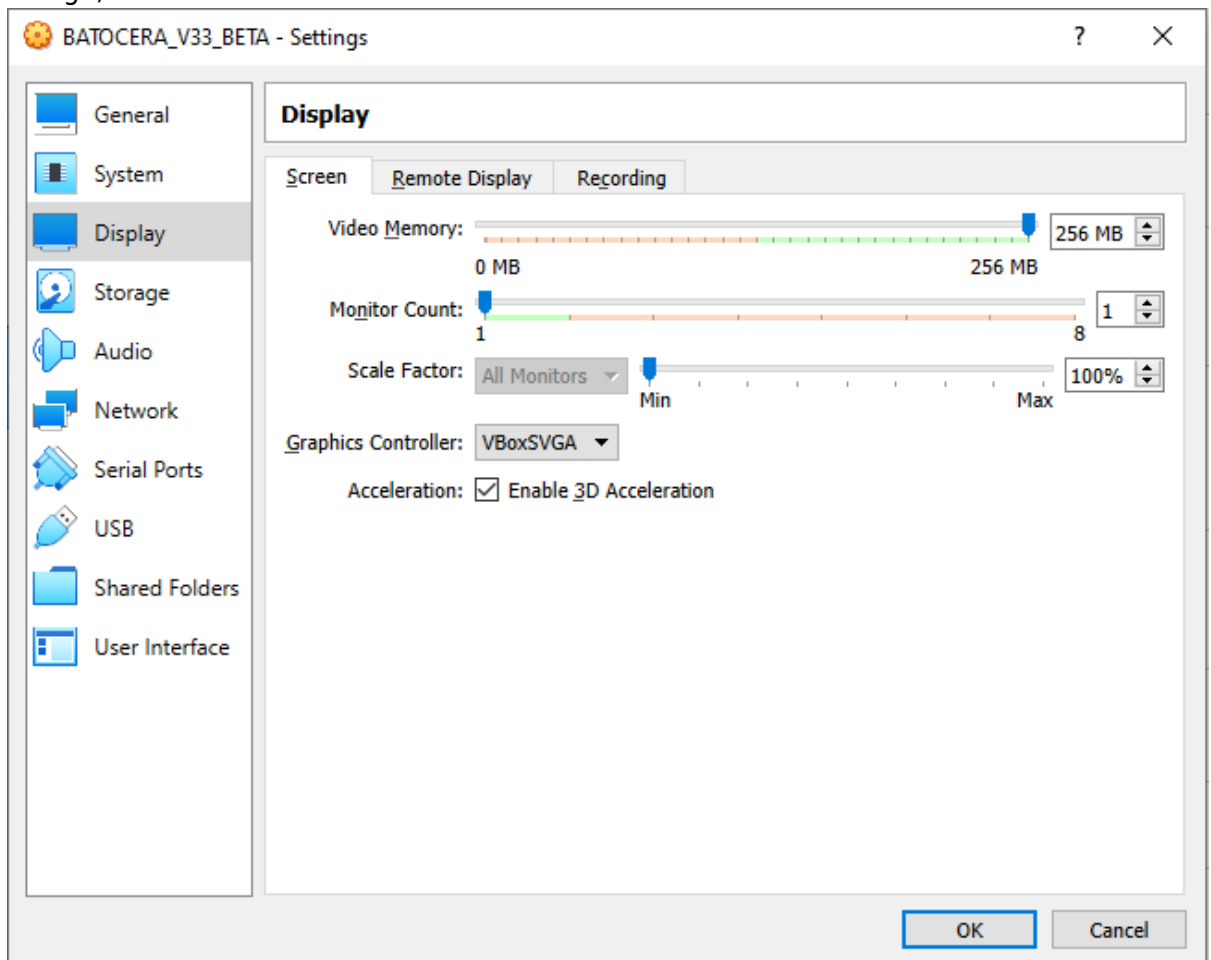 BATOCERA_V33_BETA - Settings
?
General
System
Display
Storage
Audio
Network
Serial Ports
USB
Shared Folders
User Interface
Display
Screen Remote Display Recording
Video Memory: 256 MB
0 MB 256 MB
Monitor Count: 1
1 8
Scale Factor: All Monitors 100%
Min Max
Graphics Controller: VBoxSVGA
Acceleration: Enable 3D Acceleration
OK Cancel